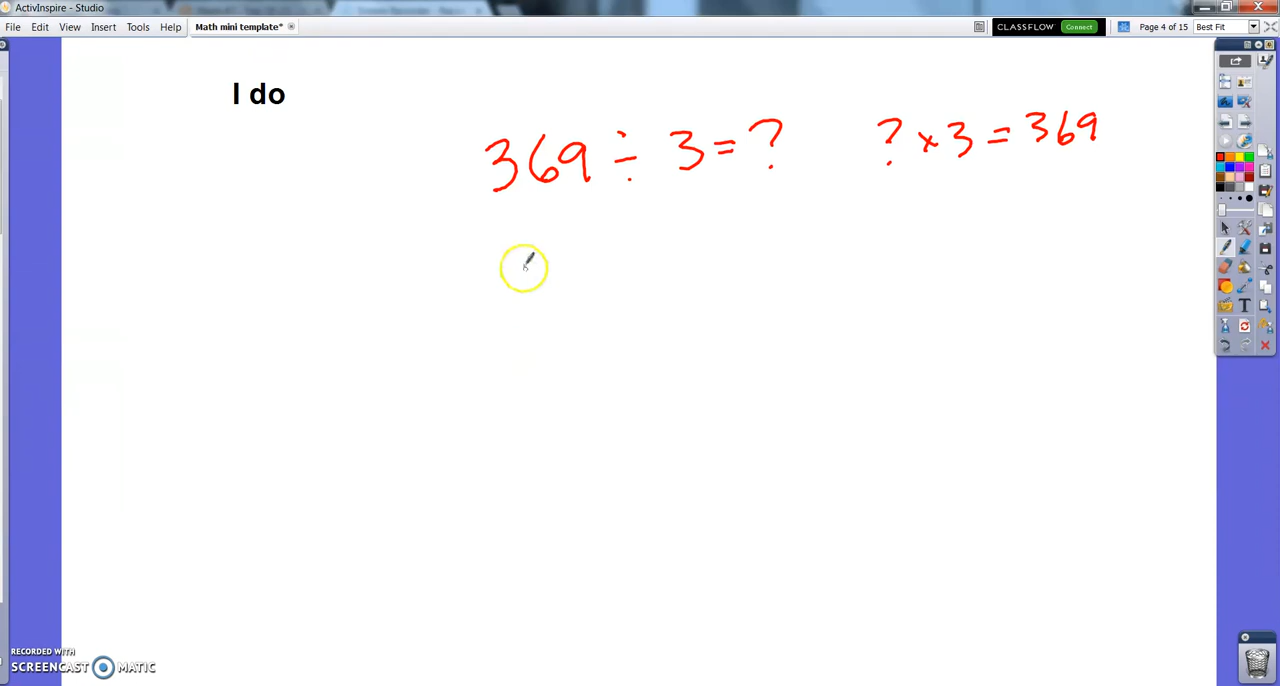 ActivInspire - Studio
File Edit View Insert Tools Help Math mini template* CLASSFLOW Connect Page 4 of 15 Best Fit
I do
369 ÷ 3 = ? ? × 3 = 369
T
RECORDED WITH
SCREENCAST MATIC